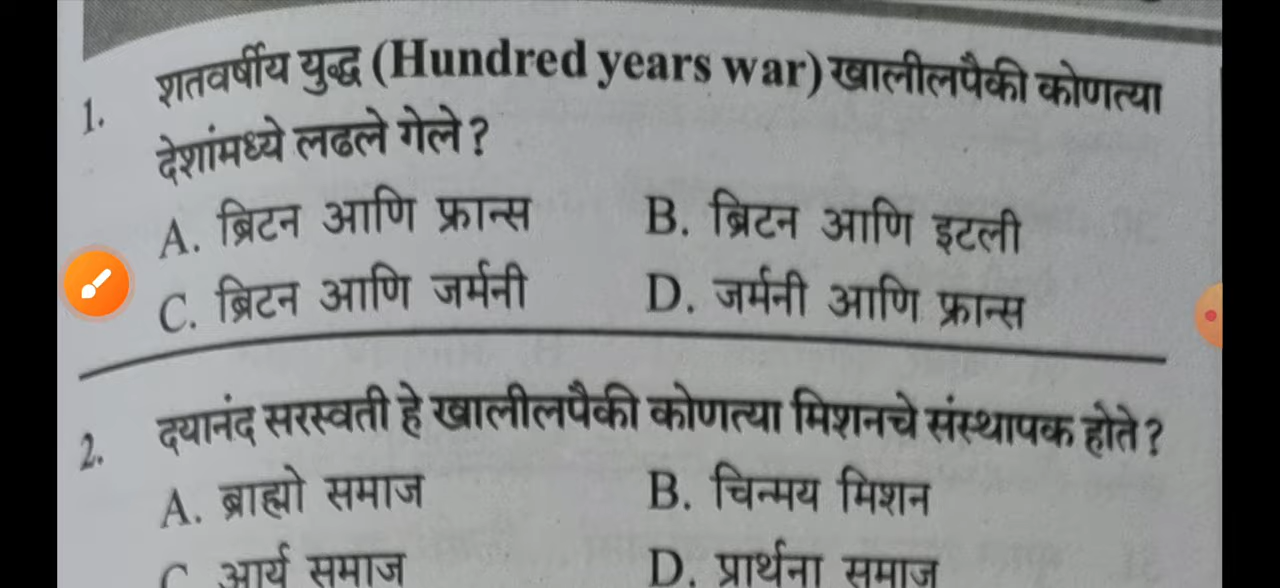 1. शतवर्षीय युद्ध (Hundred years war) खालीलपैकी कोणत्या
देशांमध्ये लढले गेले?
A. ब्रिटन आणि फ्रान्स B. ब्रिटन आणि इटली
C. ब्रिटन आणि जर्मनी D. जर्मनी आणि फ्रान्स
2. दयानंद सरस्वती हे खालीलपैकी कोणत्या मिशनचे संस्थापक होते?
A. ब्राह्मो समाज B. चिन्मय मिशन
C आर्य समाज D. प्रार्थना समाज